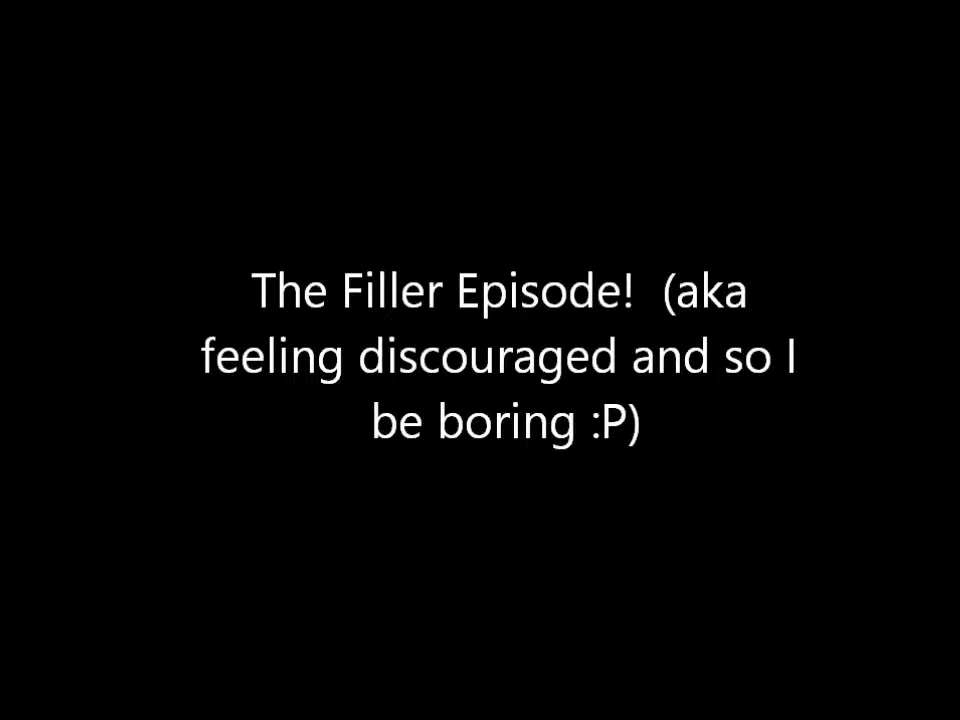 The Filler Episode!  (aka
feeling discouraged and so I
be boring :P)